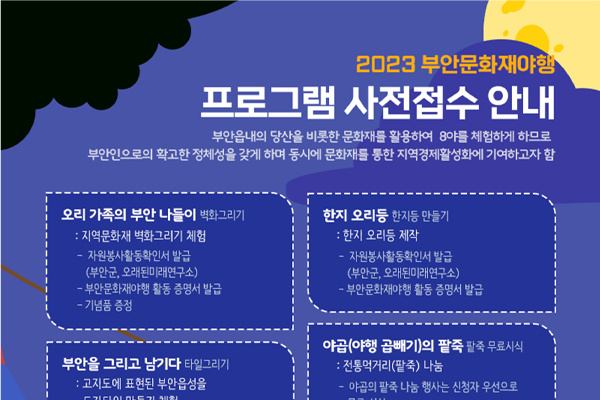 2023 부안문화재야행
프로그램 사전접수 안내
부안읍내의 당산을 비롯한 문화재를 활용하여 8야를 체험하게 하므로
부안인으로의 확고한 정체성을 갖게 하며 동시에 문화재를 통한 지역경제활성화에 기여하고자 함
오리 가족의 부안 나들이 벽화그리기
: 지역문화재 벽화그리기 체험
- 자원봉사활동확인서 발급
(부안군, 오래된미래연구소)
- 부안문화재야행 활동 증명서 발급
- 기념품 증정
한지 오리등 한지등 만들기
: 한지 오리등 제작
- 자원봉사활동확인서 발급
(부안군, 오래된미래연구소)
- 부안문화재야행 활동 증명서 발급
부안을 그리고 남기다 타일그리기
: 고지도에 표현된 부안읍성을
야곱(야행 곱빼기)의 팥죽 팥죽 무료시식
: 전통먹거리(팥죽) 나눔
- 야곱의 팥죽 나눔 행사는 신청자 우선으로